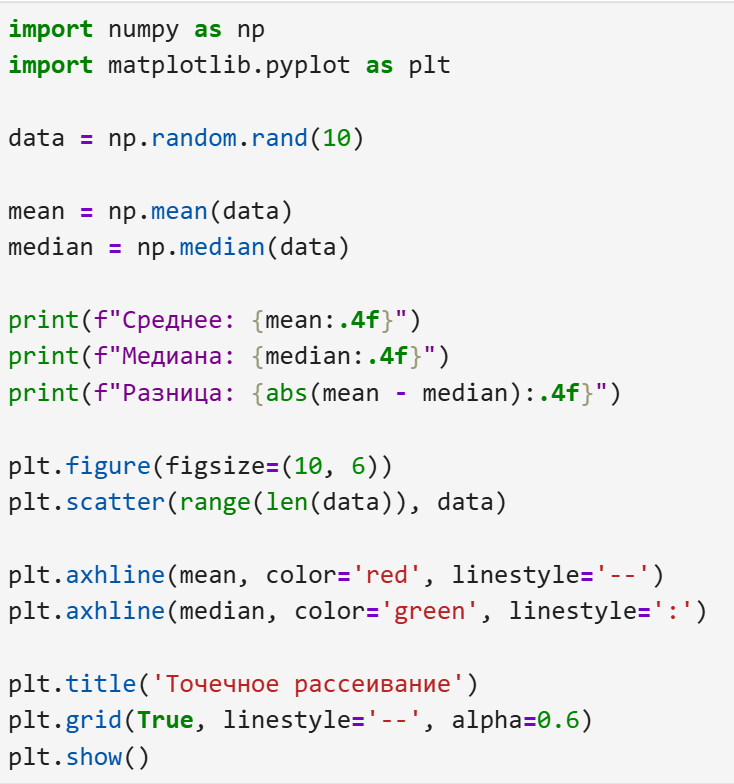 import numpy as np
import matplotlib.pyplot as plt
data = np.random.rand(10)
mean = np.mean(data)
median = np.median(data)
print(f"Среднее: {mean:.4f}")
print(f"Медиана: {median:.4f}")
print(f"Разница: {abs(mean - median):.4f}")
plt.figure(figsize=(10, 6))
plt.scatter(range(len(data)), data)
plt.axhline(mean, color='red', linestyle='--')
plt.axhline(median, color='green', linestyle=':')
plt.title('Точечное рассеивание')
plt.grid(True, linestyle='--', alpha=0.6)
plt.show()